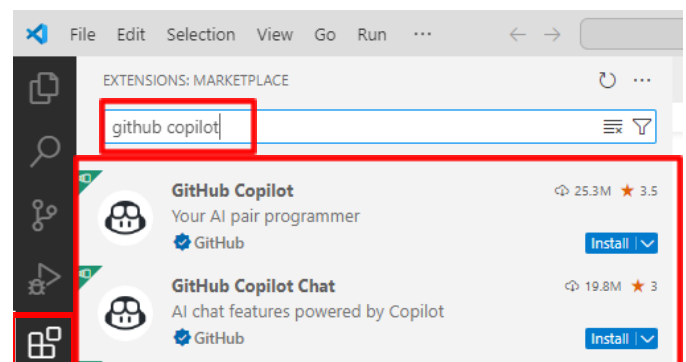 File Edit Selection View Go Run ···
EXTENSIONS: MARKETPLACE
github copilot
GitHub Copilot 25.3M ★ 3.5
Your AI pair programmer
GitHub Install
GitHub Copilot Chat 19.8M ★ 3
AI chat features powered by Copilot
GitHub Install